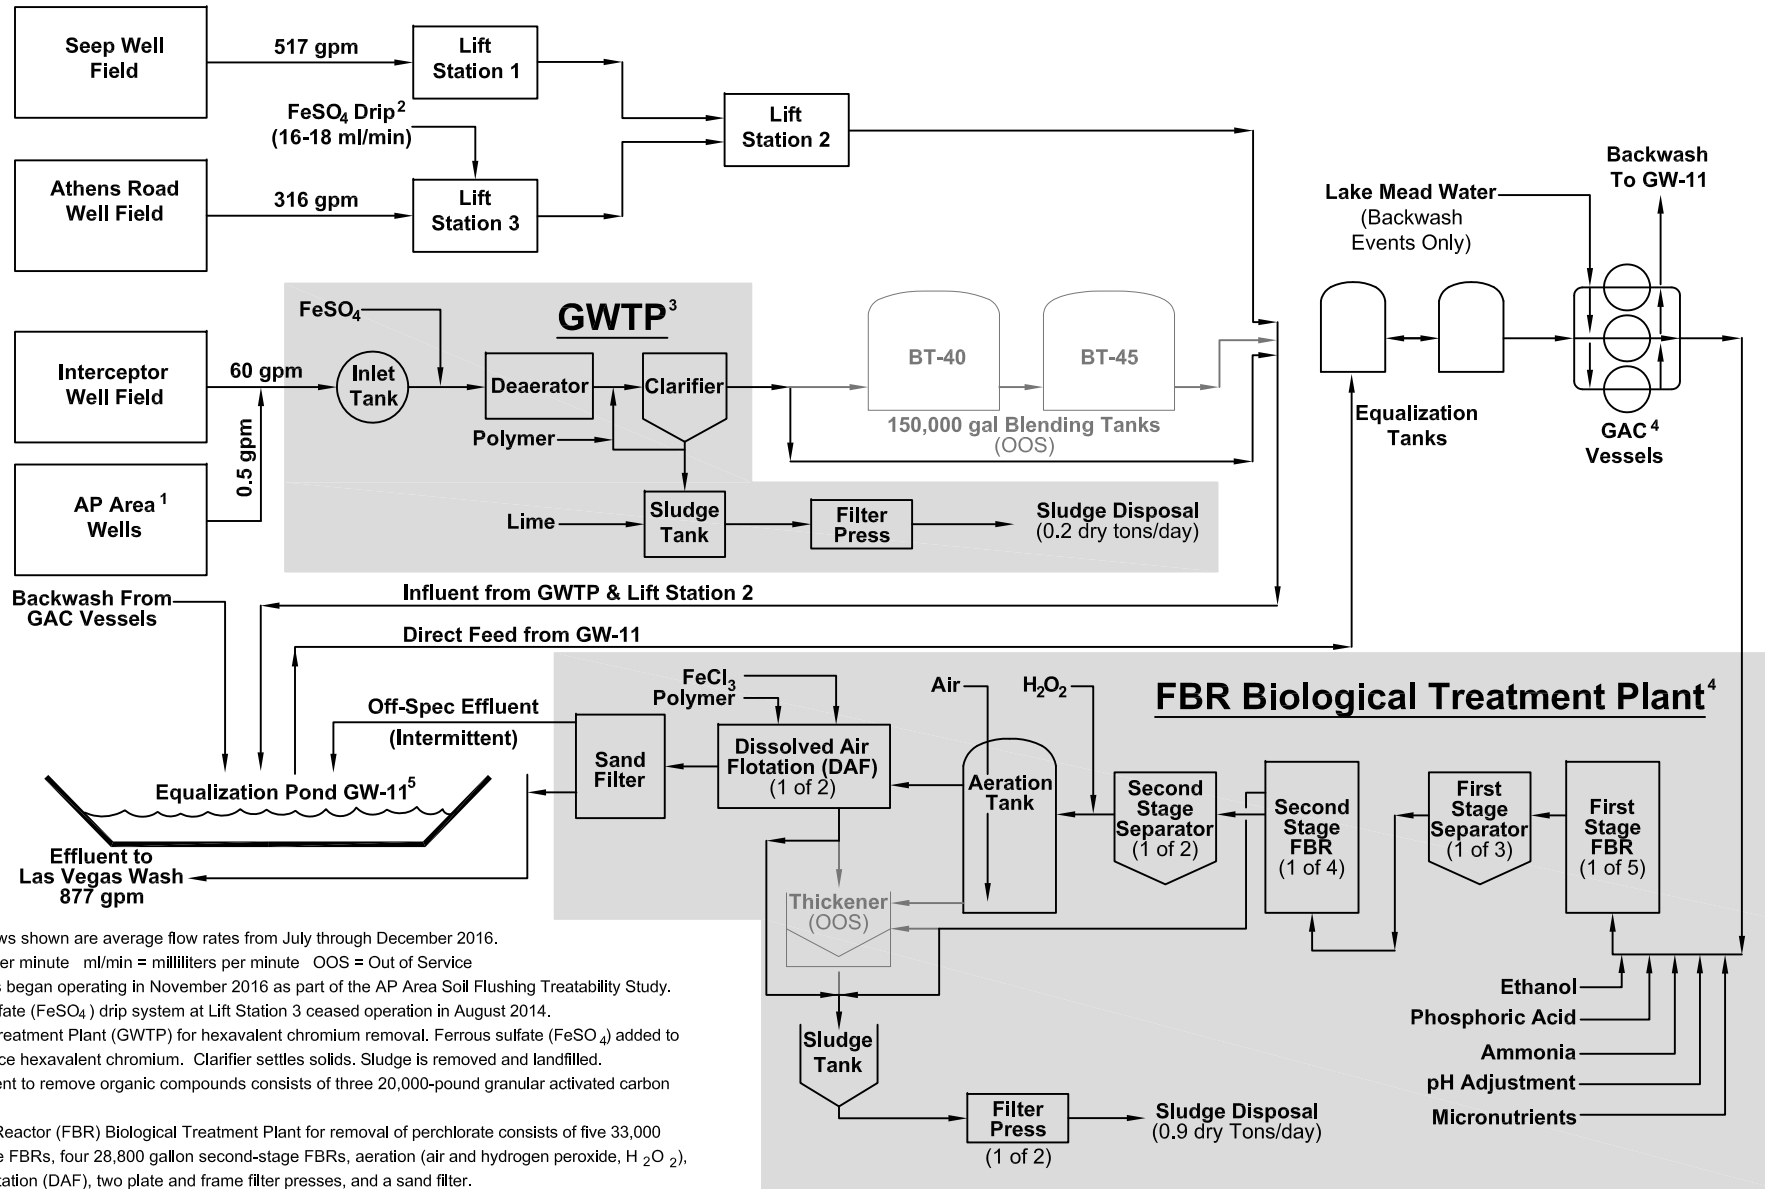 Seep Well
Field
517 gpm
Lift
Station 1
FeSO4 Drip2
(16-18 ml/min)
Lift
Station 2
Athens Road
Well Field
316 gpm
Lift
Station 3
Backwash
To GW-11
Lake Mead Water
(Backwash
Events Only)
FeSO4
GWTP3
Interceptor
Well Field
60 gpm
Inlet
Tank
Deaerator
Clarifier
BT-40
BT-45
150,000 gal Blending Tanks
(OOS)
Polymer
0.5 gpm
Equalization
Tanks
GAC4
Vessels
AP Area1
Wells
Lime
Sludge
Tank
Filter
Press
Sludge Disposal
(0.2 dry tons/day)
Backwash From
GAC Vessels
Influent from GWTP & Lift Station 2
Direct Feed from GW-11
FeCl3
Polymer
Air
H2O2
FBR Biological Treatment Plant4
Off-Spec Effluent
(Intermittent)
Sand
Filter
Dissolved Air
Flotation (DAF)
(1 of 2)
Aeration
Tank
Second
Stage
Separator
(1 of 2)
Second
Stage
FBR
(1 of 4)
First
Stage
Separator
(1 of 3)
First
Stage
FBR
(1 of 5)
Equalization Pond GW-115
Effluent to
Las Vegas Wash
877 gpm
Thickener
(OOS)
Ethanol
Phosphoric Acid
Ammonia
pH Adjustment
Micronutrients
Sludge
Tank
Filter
Press
(1 of 2)
Sludge Disposal
(0.9 dry Tons/day)
ws shown are average flow rates from July through December 2016.
er minute ml/min = milliliters per minute OOS = Out of Service
s began operating in November 2016 as part of the AP Area Soil Flushing Treatability Study.
fate (FeSO4) drip system at Lift Station 3 ceased operation in August 2014.
reatment Plant (GWTP) for hexavalent chromium removal. Ferrous sulfate (FeSO4) added to
ce hexavalent chromium. Clarifier settles solids. Sludge is removed and landfilled.
ent to remove organic compounds consists of three 20,000-pound granular activated carbon
Reactor (FBR) Biological Treatment Plant for removal of perchlorate consists of five 33,000
e FBRs, four 28,800 gallon second-stage FBRs, aeration (air and hydrogen peroxide, H2O2),
tation (DAF), two plate and frame filter presses, and a sand filter.